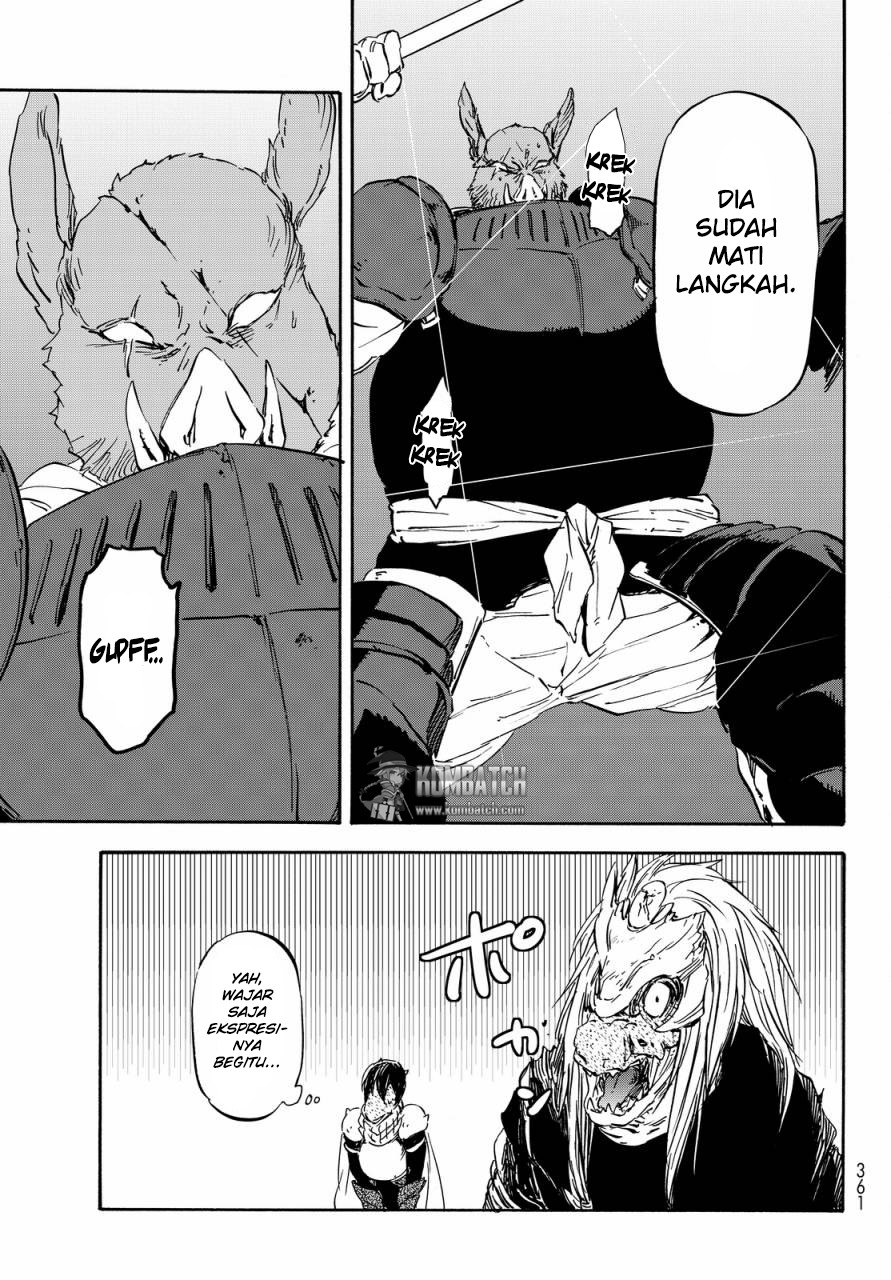 DIA
SUDAH
MATI
LANGKAH.
KREK
KREK
KREK
KREK
GUPFF...
YAH,
WAJAR
SAJA
EKSPRESI-
NYA
BEGITU...
ポカ
KOMBATCH
www.kombatch.com
361